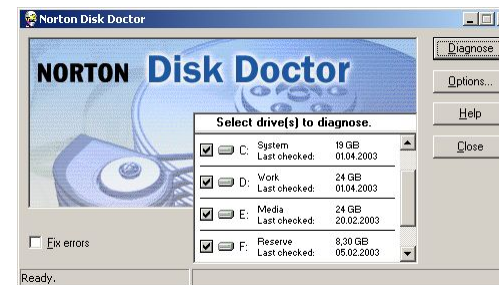 Norton Disk Doctor
NORTON Disk Doctor
Select drive(s) to diagnose.
C: System 19 GB
Last checked: 01.04.2003
D: Work 24 GB
Last checked: 01.04.2003
E: Media 24 GB
Last checked: 20.02.2003
F: Reserve 8,30 GB
Last checked: 05.02.2003
Diagnose
Options...
Help
Close
Fix errors
Ready.